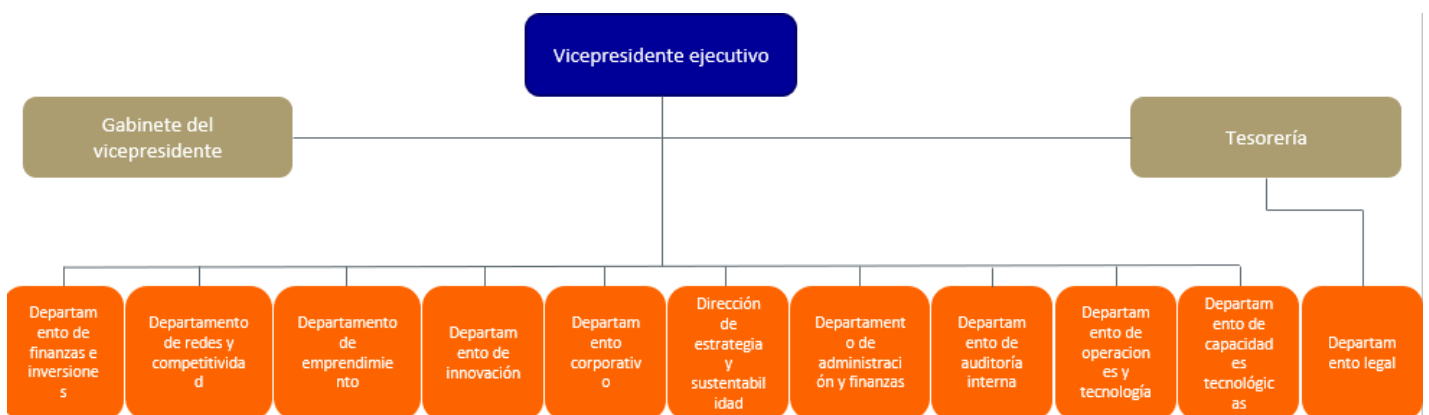 Vicepresidente ejecutivo
Gabinete del
vicepresidente
Tesorería
Departam
ento de
finanzas e
inversione
s
Departamento
de redes y
competitivida
d
Departamento
de
emprendimie
nto
Departam
ento de
innovación
Departam
ento
corporativ
o
Dirección
de
estrategia
y
sustentabil
idad
Departament
o de
administraci
ón y finanzas
Departam
ento de
auditoría
interna
Departam
ento de
operacion
es y
tecnología
Departam
ento de
capacidad
es
tecnológic
as
Departam
ento legal